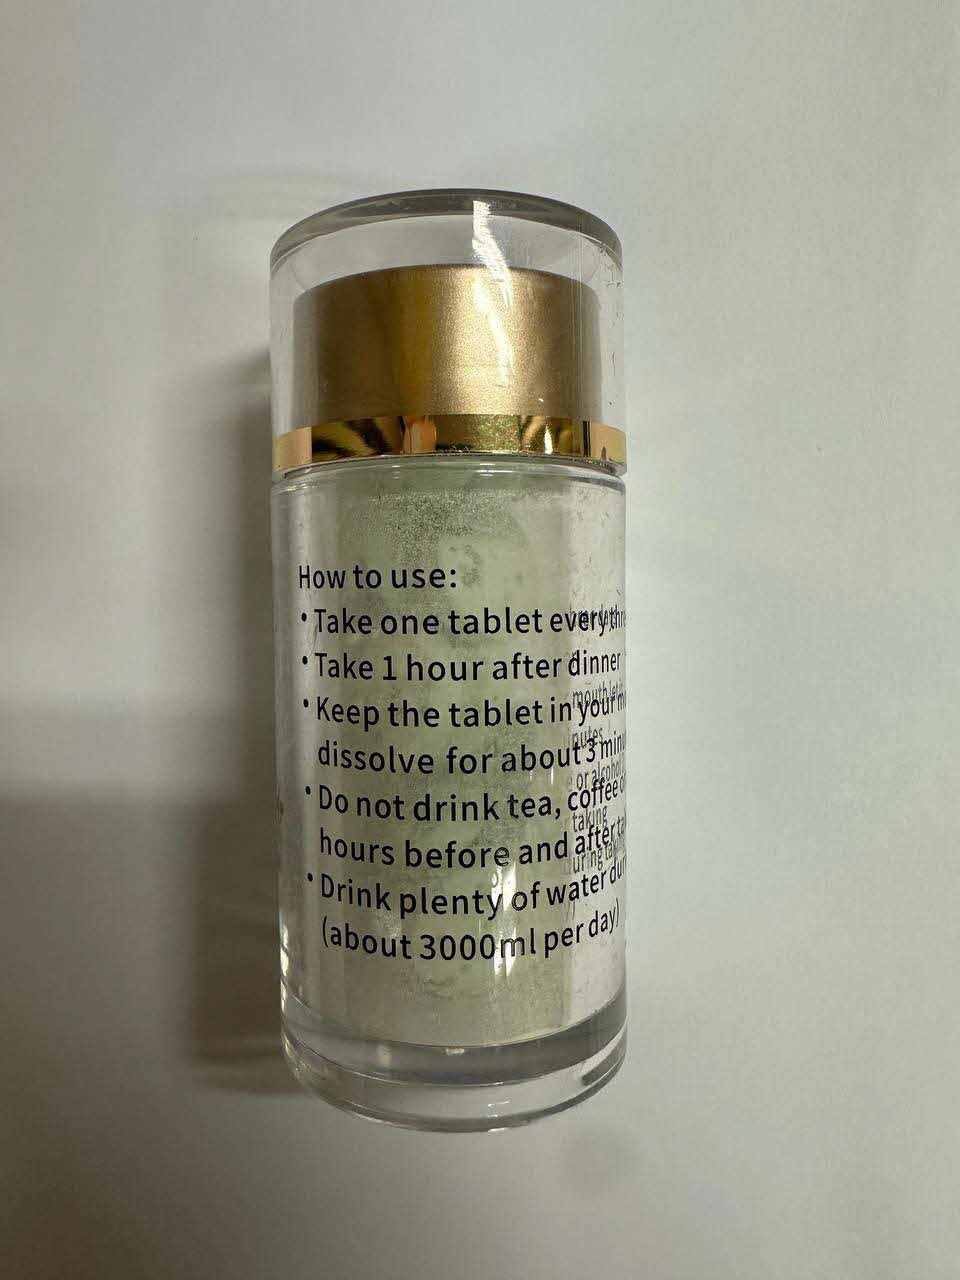 How to use:
• Take one tablet every
• Take 1 hour after dinner
• Keep the tablet in your
dissolve for about 3
• Do not drink tea, coffee
hours before and after
• Drink plenty of water
(about 3000ml per day)